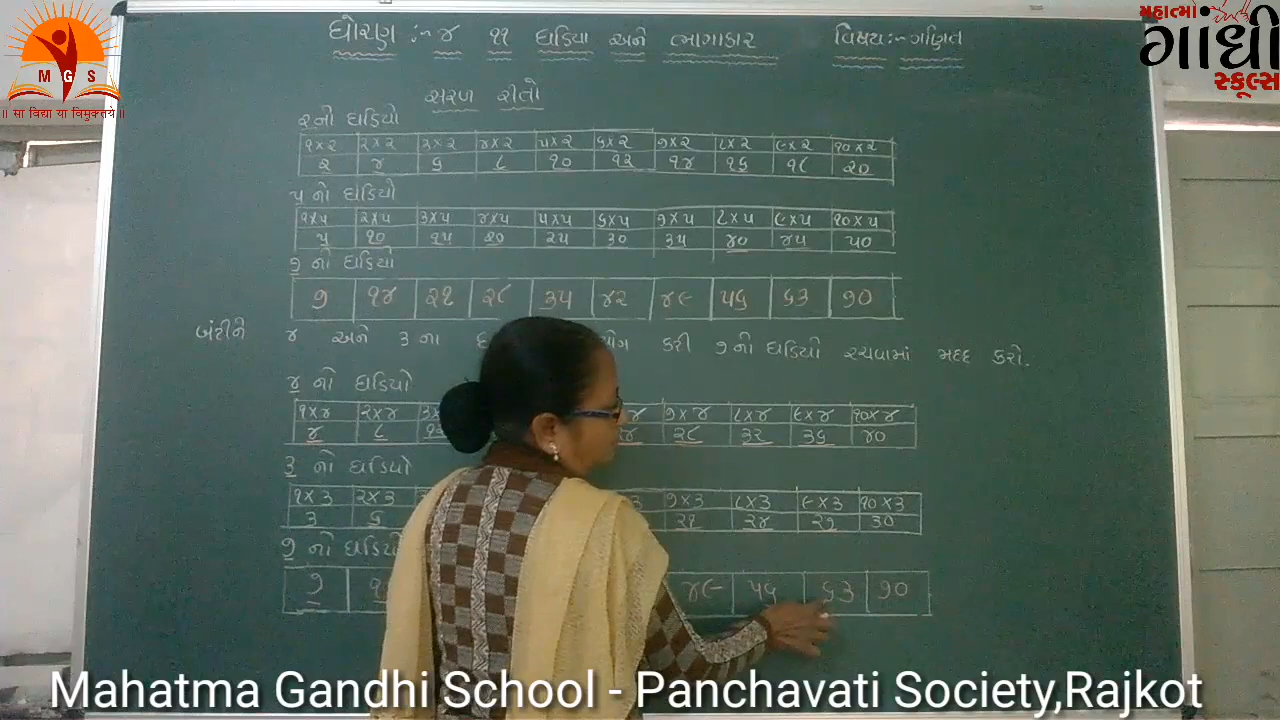 MGS
॥ सा विद्या या विमुक्तये ॥
મહાત્મા
ગાંધી
સ્કૂલ્સ
ધોરણ :- ૪ ૧૧ ઘડિયા અને ભાગાકાર વિષય :- ગણિત
સરળ રીતો
૨નો ઘડિયો
૧×૨ ૨×૨ ૩×૨ ૪×૨ ૫×૨ ૬×૨ ૭×૨ ૮×૨ ૯×૨ ૧૦×૨
૨ ૪ ૬ ૮ ૧૦ ૧૨ ૧૪ ૧૬ ૧૮ ૨૦
૫ નો ઘડિયો
૧×૫ ૨×૫ ૩×૫ ૪×૫ ૫×૫ ૬×૫ ૭×૫ ૮×૫ ૯×૫ ૧૦×૫
૫ ૧૦ ૧૫ ૨૦ ૨૫ ૩૦ ૩૫ ૪૦ ૪૫ ૫૦
૭ નો ઘડિયો
૭ ૧૪ ૨૧ ૨૮ ૩૫ ૪૨ ૪૯ ૫૬ ૬૩ ૭૦
બંટીને ૪ અને ૩ના કરી ૭ની ઘડિયો રચવામાં મદદ કરો.
૪ નો ઘડિયો
૧×૪ ૨×૪ ૭×૪ ૮×૪ ૯×૪ ૧૦×૪
૪ ૮ ૨૮ ૩૨ ૩૬ ૪૦
૩ નો ઘડિયો
૧×૩ ૨×૩ ૭×૩ ૮×૩ ૯×૩ ૧૦×૩
૩ ૬ ૨૧ ૨૪ ૨૭ ૩૦
૭ નો ઘડિયો
૭ ૪૯ ૫૬ ૬૩ ૭૦
Mahatma Gandhi School - Panchavati Society,Rajkot